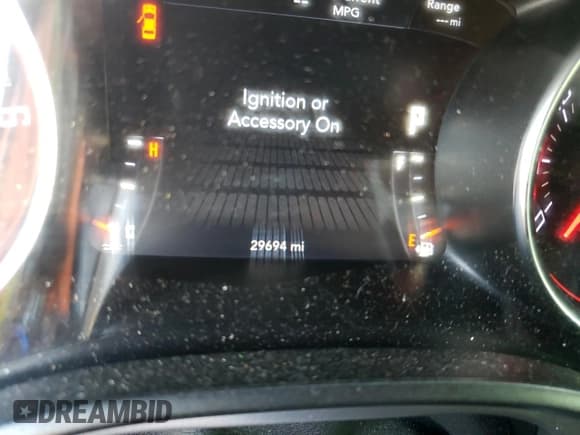 Range
MPG
--- mi
Ignition or
Accessory On
P
H
F
E
29694 mi
DREAMBID